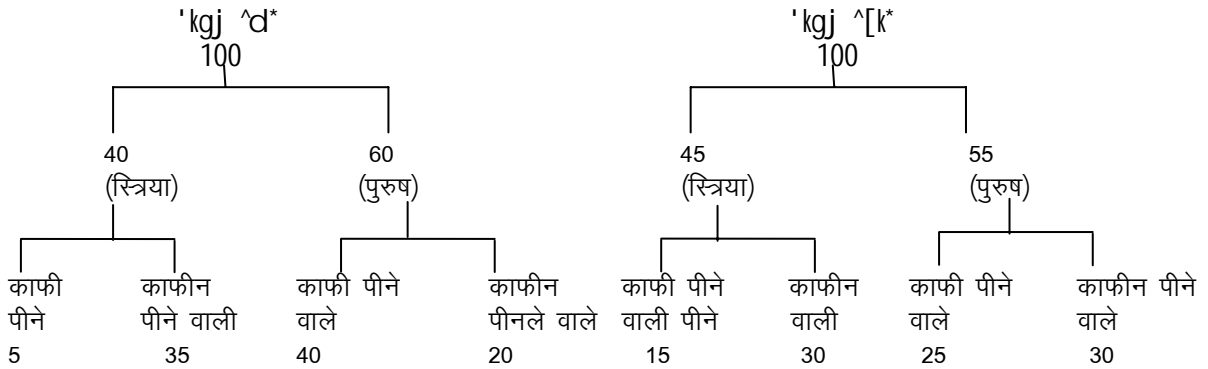 'kgj ^d* 'kgj ^[k*
100 100
40 60 45 55
(स्त्रिया) (पुरुष) (स्त्रिया) (पुरुष)
काफी काफीन काफी पीने काफीन काफी पीने काफीन काफी पीने काफीन पीने
पीने पीने वाली वाले पीनले वाले वाली पीने वाली वाले वाले
5 35 40 20 15 30 25 30